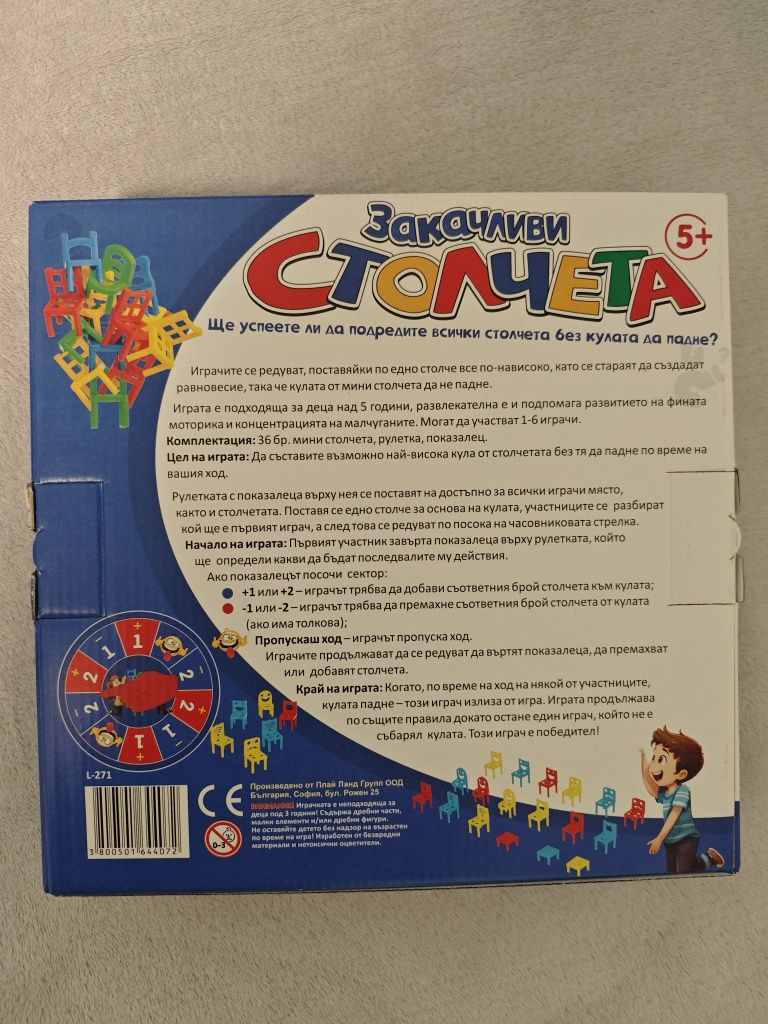 Закачливи
СТОЛЧЕТА
5+
Ще успеете ли да подредите всички столчета без кулата да падне?
Играчите се редуват, поставяйки по едно столче все по-нависоко, като се стараят да създадат
равновесие, така че кулата от мини столчета да не падне.
Играта е подходяща за деца над 5 години, развлекателна е и подпомага развитието на фината
моторика и концентрацията на малчуганите. Могат да участват 1-6 играчи.
Комплектация: 36 бр. мини столчета, рулетка, показалец.
Цел на играта: Да съставите възможно най-висока кула от столчетата без тя да падне по време на
вашия ход.
Рулетката с показалеца върху нея се поставят на достъпно за всички играчи място,
както и столчетата. Поставя се едно столче за основа на кулата, участниците се разбират
кой ще е първият играч, а след това се редуват по посока на часовниковата стрелка.
Начало на играта: Първият участник завърта показалеца върху рулетката, който
ще определи какви да бъдат последвалите му действия.
Ако показалецът посочи сектор:
+1 или +2 – играчът трябва да добави съответния брой столчета към кулата;
-1 или -2 – играчът трябва да премахне съответния брой столчета от кулата
(ако има толкова);
Пропускаш ход – играчът пропуска ход.
Играчите продължават да се редуват да въртят показалеца, да премахват
или добавят столчета.
Край на играта: Когато, по време на ход на някой от участниците,
кулата падне – този играч излиза от игра. Играта продължава
по същите правила докато остане един играч, който не е
събарял кулата. Този играч е победител!
+ 1
- 1
+ 2
- 2
+ 2
- 2
+ 1
- 1
L-271
3 800501 644072
CE
0-3
Произведено от Плай Ланд Групп ООД
България, София, бул. Рожен 25
ВНИМАНИЕ! Играчката е неподходяща за
деца под 3 години! Съдържа дребни части,
малки елементи и/или дребни фигури.
Не оставяйте детето без надзор на възрастен
по време на игра! Изработен от безвредни
материали и нетоксични оцветители.